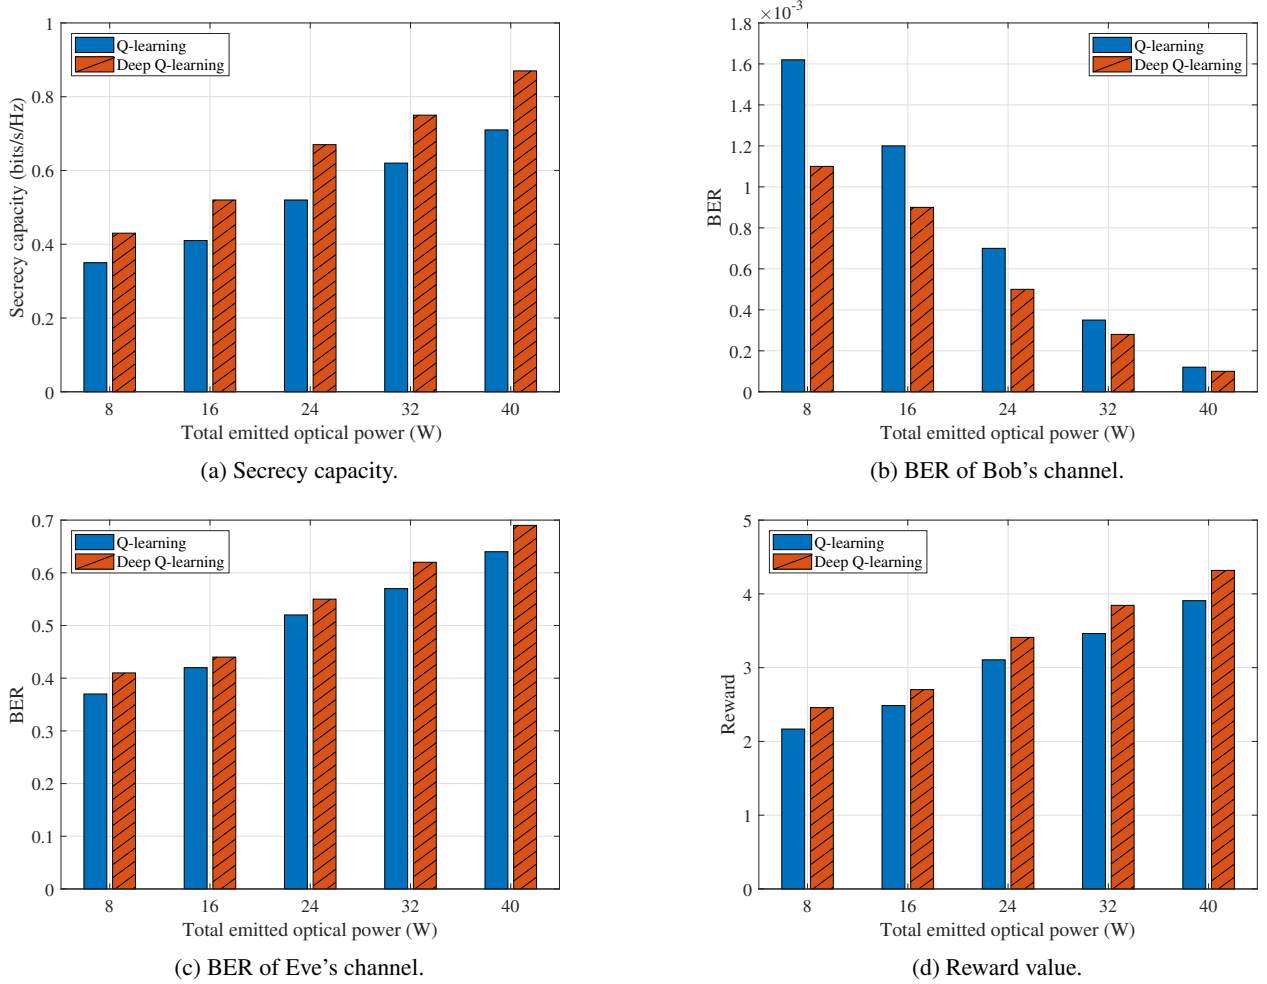 1
0.8
0.6
0.4
0.2
0
Secrecy capacity (bits/s/Hz)
Q-learning
Deep Q-learning
8 16 24 32 40
Total emitted optical power (W)
(a) Secrecy capacity.
×10-3
1.8
1.6
1.4
1.2
1
0.8
0.6
0.4
0.2
0
BER
Q-learning
Deep Q-learning
8 16 24 32 40
Total emitted optical power (W)
(b) BER of Bob's channel.
0.7
0.6
0.5
0.4
0.3
0.2
0.1
0
BER
Q-learning
Deep Q-learning
8 16 24 32 40
Total emitted optical power (W)
(c) BER of Eve's channel.
5
4
3
2
1
0
Reward
Q-learning
Deep Q-learning
8 16 24 32 40
Total emitted optical power (W)
(d) Reward value.